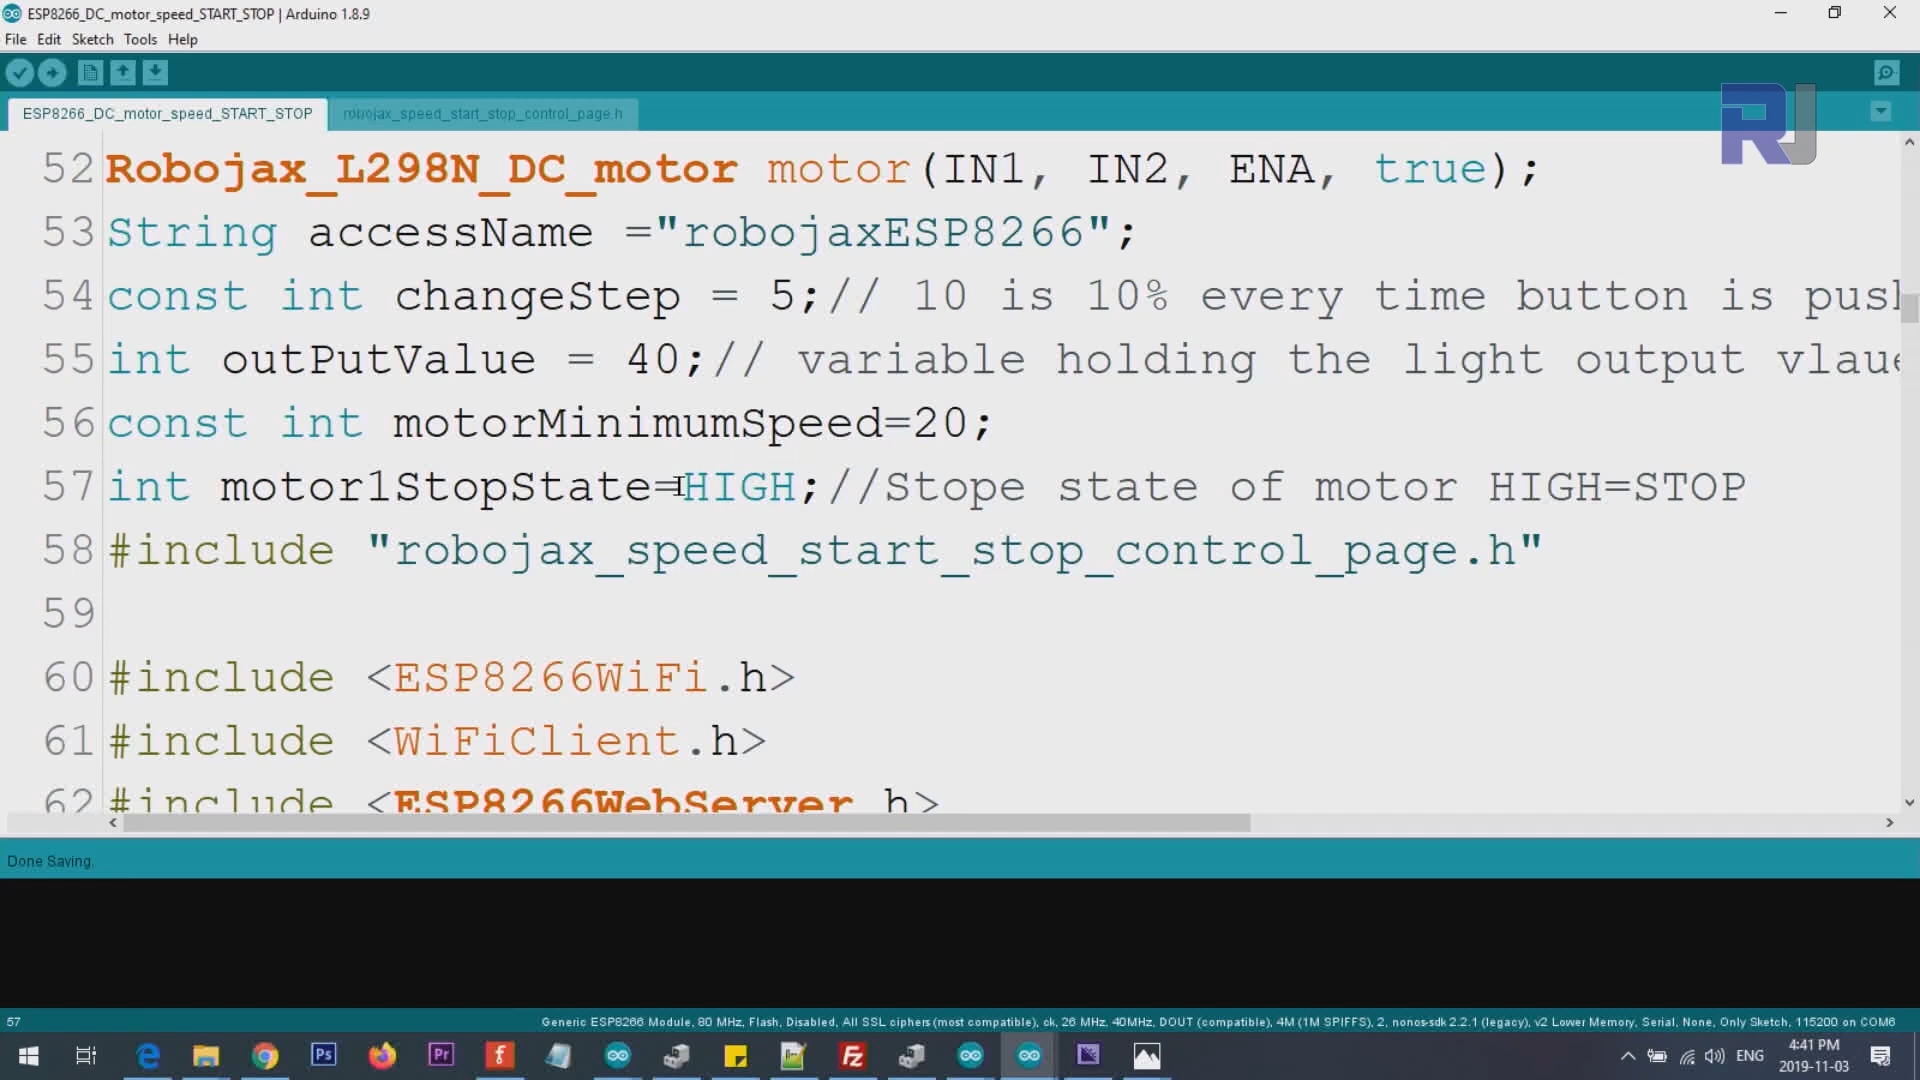 ESP8266_DC_motor_speed_START_STOP | Arduino 1.8.9
File Edit Sketch Tools Help
ESP8266_DC_motor_speed_START_STOP robojax_speed_start_stop_control_page.h
RJ
52 Robojax_L298N_DC_motor motor(IN1, IN2, ENA, true);
53 String accessName ="robojaxESP8266";
54 const int changeStep = 5;// 10 is 10% every time button is push
55 int outPutValue = 40;// variable holding the light output vlaue
56 const int motorMinimumSpeed=20;
57 int motor1StopState=HIGH;//Stope state of motor HIGH=STOP
58 #include "robojax_speed_start_stop_control_page.h"
59
60 #include <ESP8266WiFi.h>
61 #include <WiFiClient.h>
62 #include <ESP8266WebServer.h>
Done Saving.
57 Generic ESP8266 Module, 80 MHz, Flash, Disabled, All SSL ciphers (most compatible), ck, 26 MHz, 40MHz, DOUT (compatible), 4M (1M SPIFFS), 2, nonos-sdk 2.2.1 (legacy), v2 Lower Memory, Serial, None, Only Sketch, 115200 on COM6
Ps Pr f Fz ENG 4:41 PM
2019-11-03